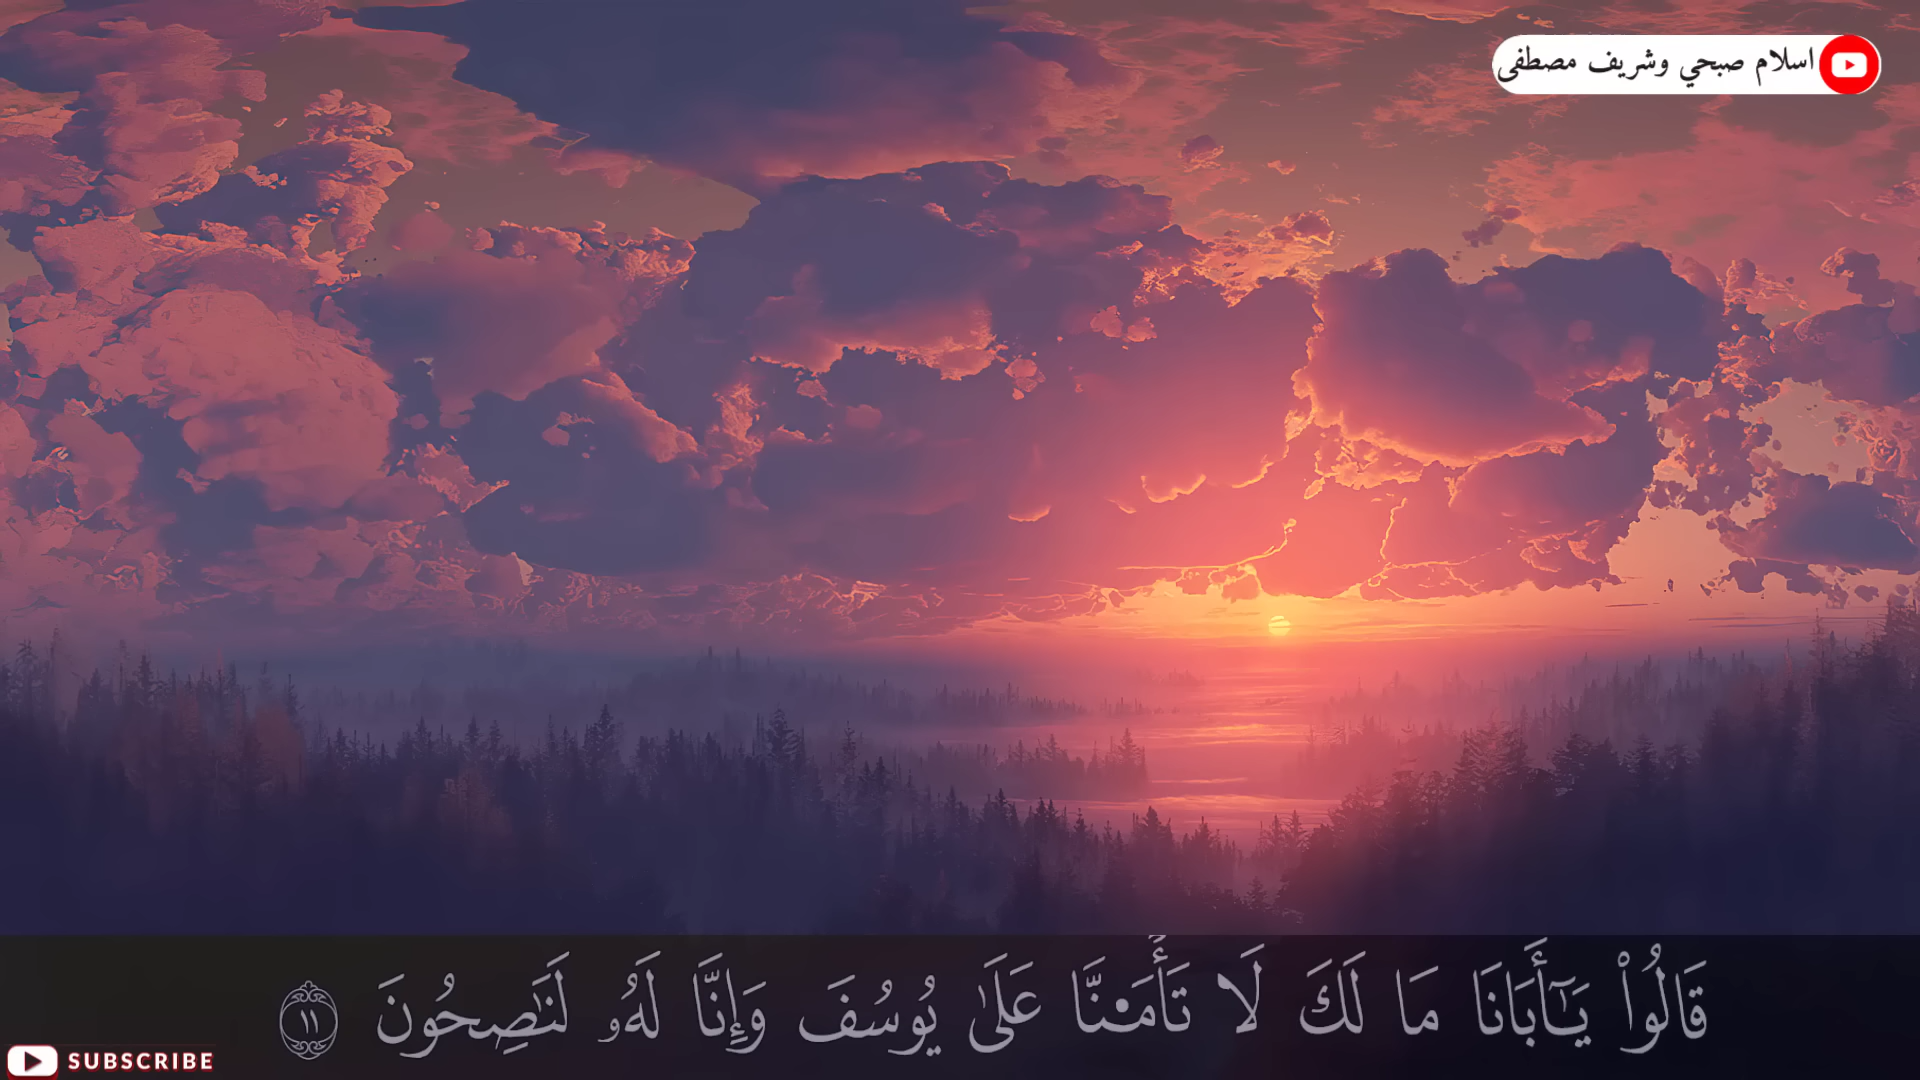 اسلام صبحي وشريف مصطفى
قَالُوا۟ يَـٰٓأَبَانَا مَا لَكَ لَا تَأْمَ۫نَّا عَلَىٰ يُوسُفَ وَإِنَّا لَهُۥ لَنَـٰصِحُونَ ١١
SUBSCRIBE